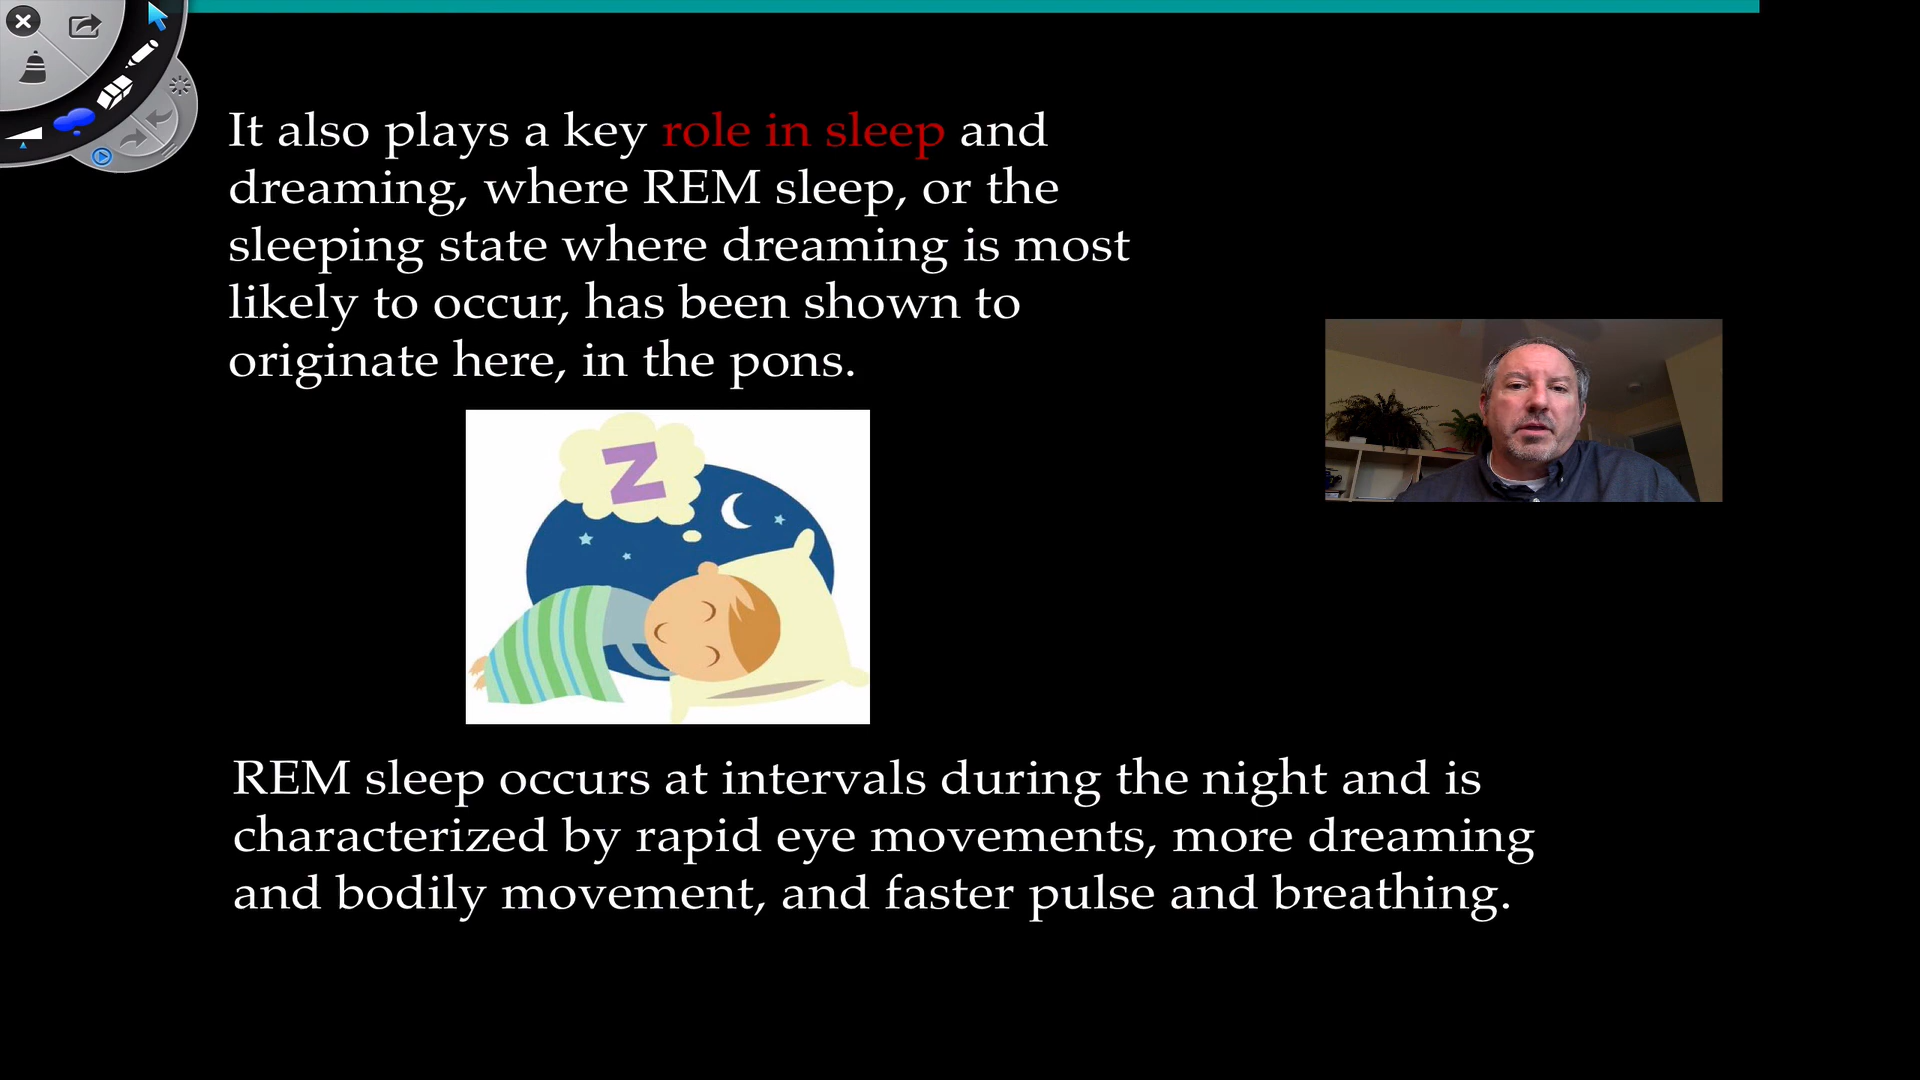 It also plays a key role in sleep and
dreaming, where REM sleep, or the
sleeping state where dreaming is most
likely to occur, has been shown to
originate here, in the pons.
Z
REM sleep occurs at intervals during the night and is
characterized by rapid eye movements, more dreaming
and bodily movement, and faster pulse and breathing.